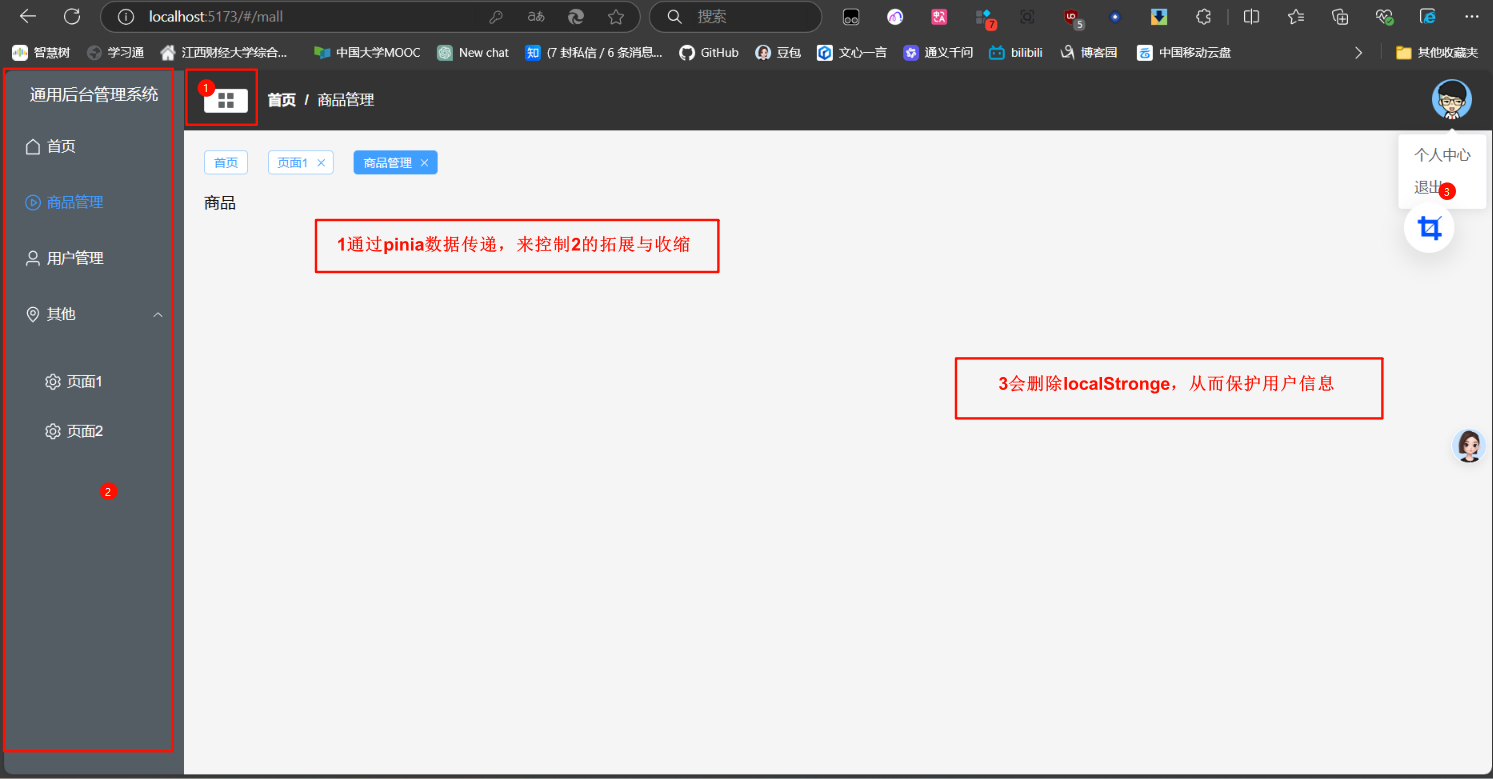 localhost:5173/#/mall
aあ
搜索
7
UD
5
智慧树
学习通
江西财经大学综合...
中国大学MOOC
New chat
知
(7 封私信 / 6 条消息...
GitHub
豆包
文心一言
通义千问
bilibili
博客园
中国移动云盘
其他收藏夹
通用后台管理系统
1
首页 / 商品管理
首页
商品管理
用户管理
其他
页面1
页面2
2
首页
页面1 ×
商品管理 ×
商品
个人中心
退出
3
1通过pinia数据传递，来控制2的拓展与收缩
3会删除localStronge，从而保护用户信息